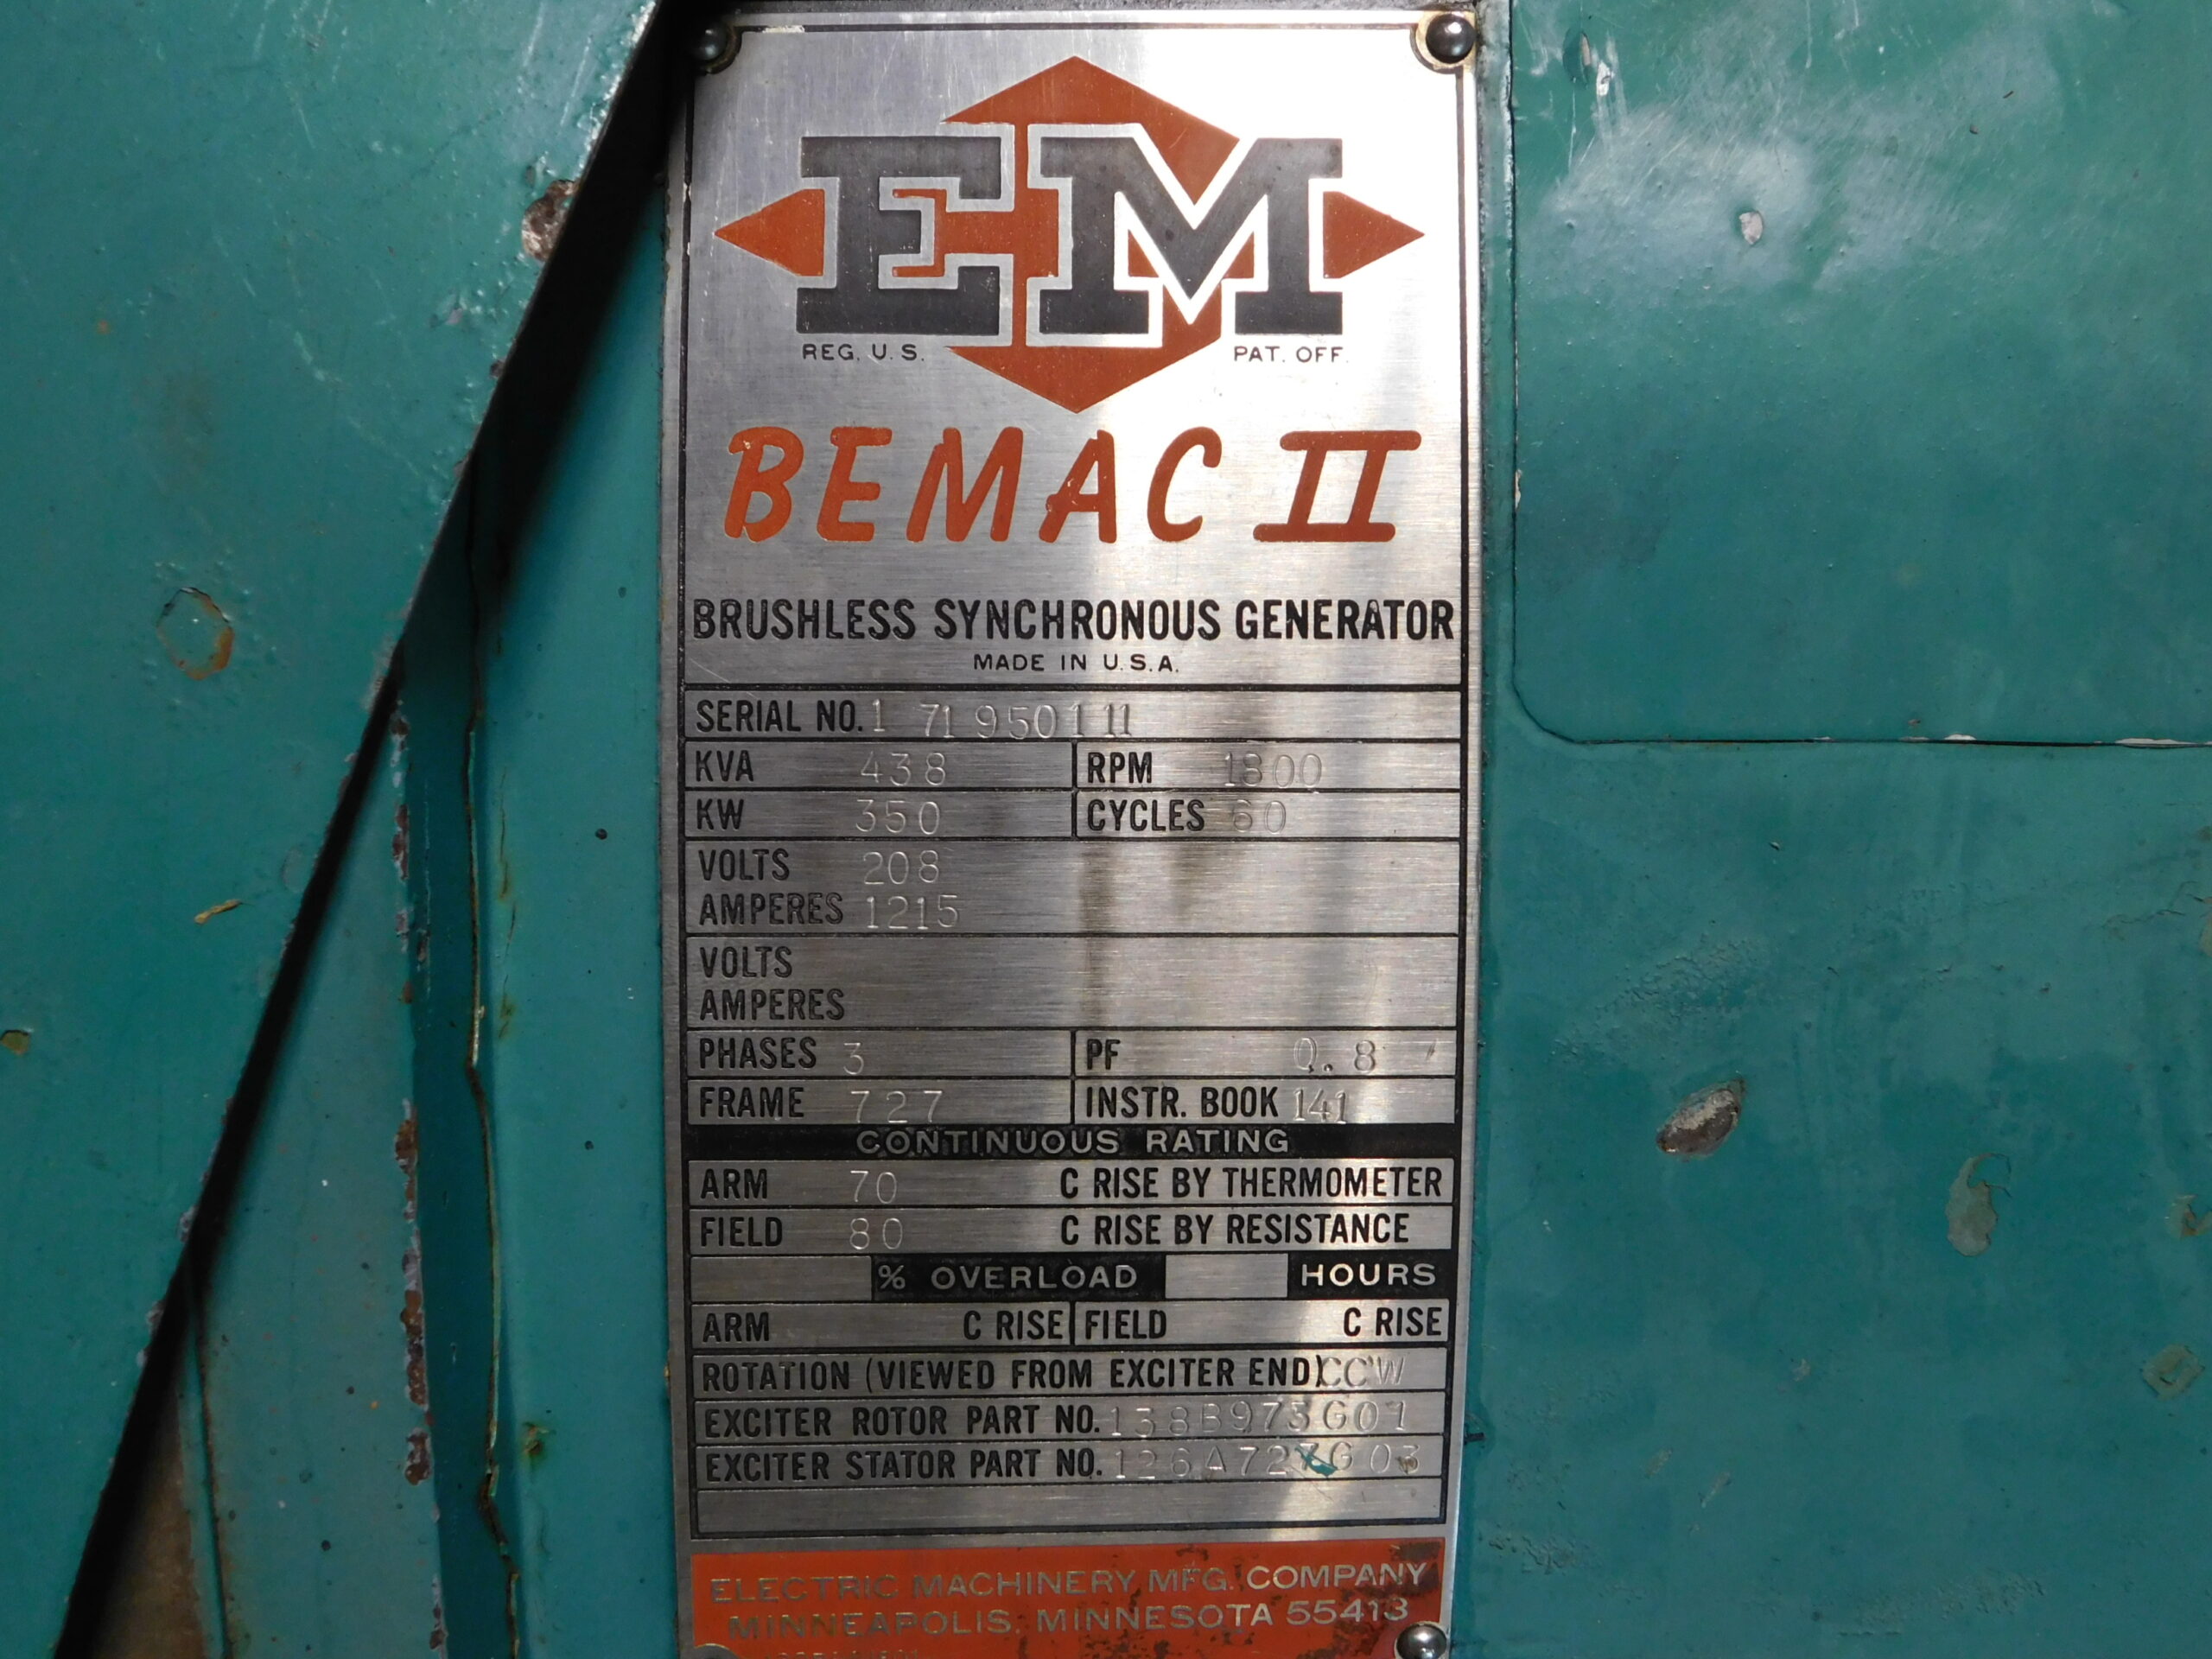 EM
REG. U.S. PAT. OFF.
BEMAC II
BRUSHLESS SYNCHRONOUS GENERATOR
MADE IN U.S.A.
SERIAL NO. 1 71950111
KVA 438 RPM 1800
KW 350 CYCLES 60
VOLTS 208
AMPERES 1215
VOLTS
AMPERES
PHASES 3 PF 0.8
FRAME 727 INSTR. BOOK 141
CONTINUOUS RATING
ARM 70 C RISE BY THERMOMETER
FIELD 80 C RISE BY RESISTANCE
% OVERLOAD HOURS
ARM C RISE FIELD C RISE
ROTATION (VIEWED FROM EXCITER END) CCW
EXCITER ROTOR PART NO. 138B973G01
EXCITER STATOR PART NO.
ELECTRIC MACHINERY MFG. COMPANY
MINNEAPOLIS, MINNESOTA 55413